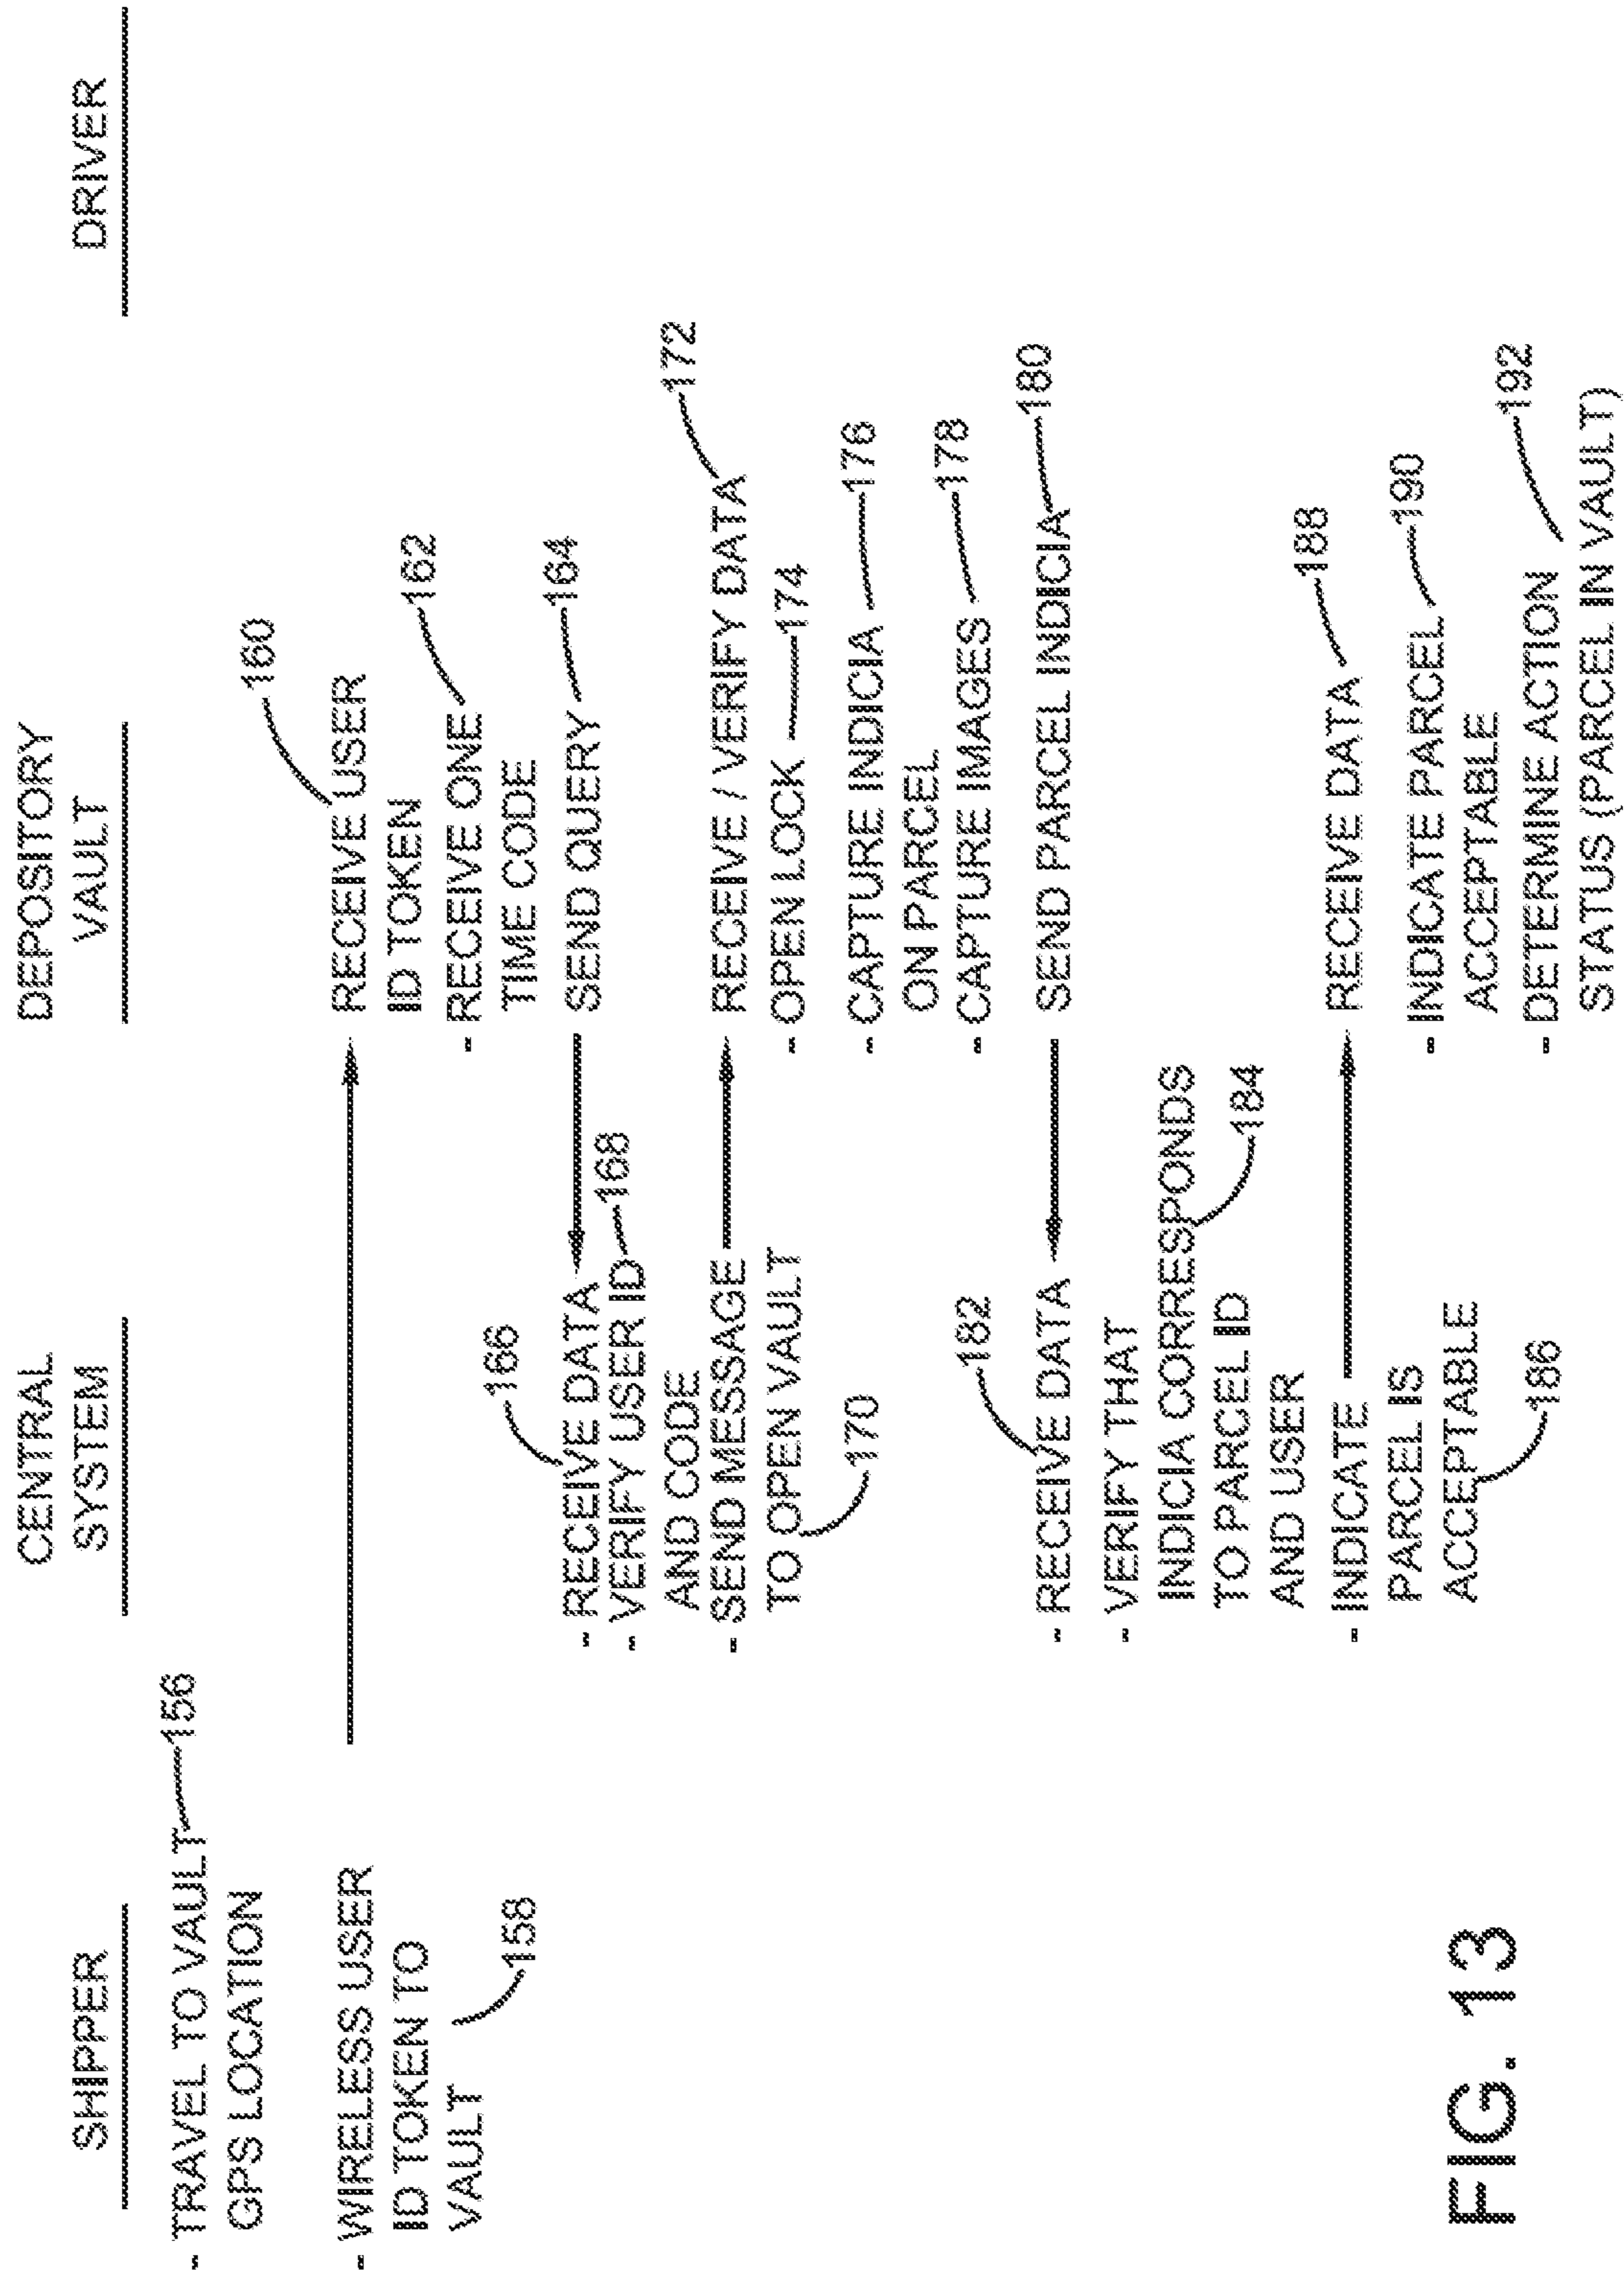 SHIPPER
- TRAVEL TO VAULT 156
GPS LOCATION
- WIRELESS USER
ID TOKEN TO
VAULT
158
CENTRAL
SYSTEM
166
- RECEIVE DATA
- VERIFY USER ID 168
AND CODE
- SEND MESSAGE
TO OPEN VAULT
170
182
- RECEIVE DATA
- VERIFY THAT
INDICIA CORRESPONDS
TO PARCEL ID
AND USER
184
- INDICATE
PARCEL IS
ACCEPTABLE
186
DEPOSITORY
VAULT
160
RECEIVE USER
ID TOKEN
- RECEIVE ONE
TIME CODE
162
SEND QUERY 164
RECEIVE / VERIFY DATA 172
- OPEN LOCK 174
- CAPTURE INDICIA 176
ON PARCEL
- CAPTURE IMAGES 178
SEND PARCEL INDICIA 180
RECEIVE DATA 188
- INDICATE PARCEL 190
ACCEPTABLE
- DETERMINE ACTION 192
STATUS (PARCEL IN VAULT)
DRIVER
FIG. 13